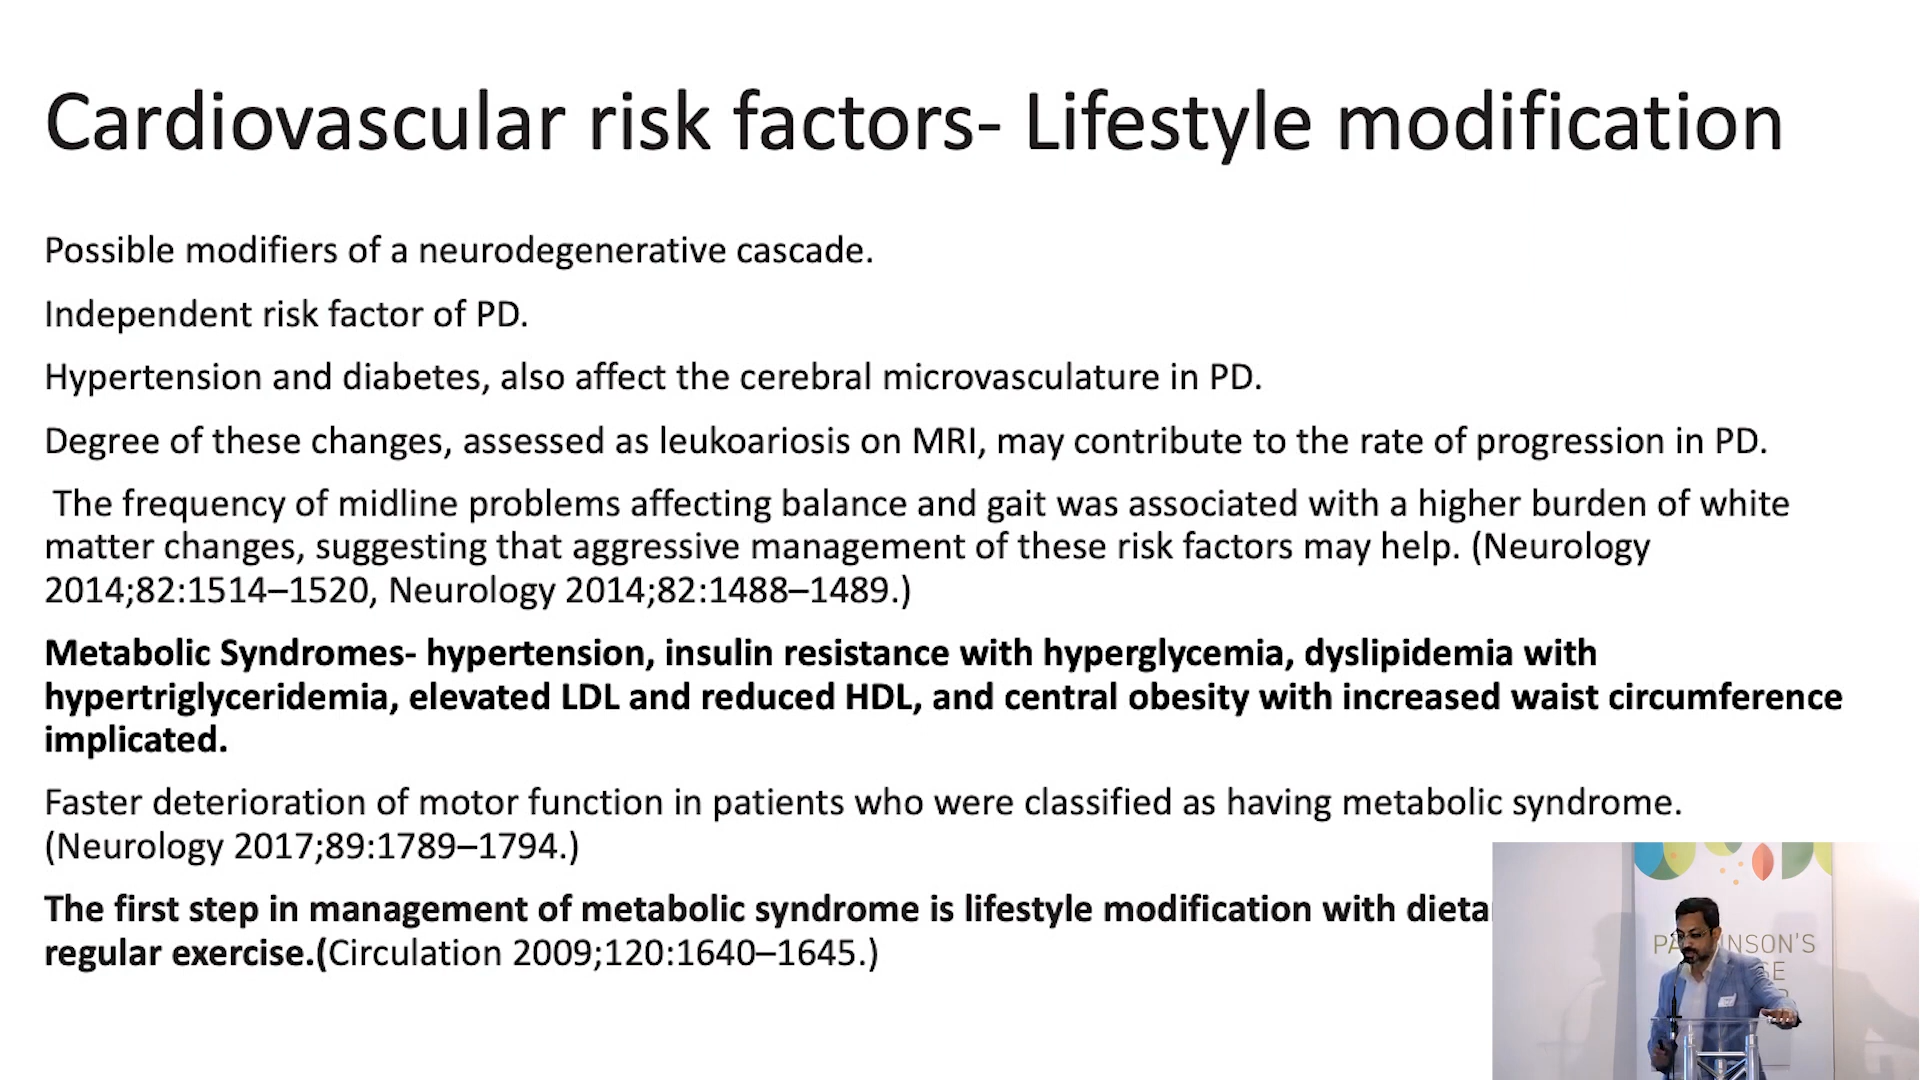 Cardiovascular risk factors- Lifestyle modification
Possible modifiers of a neurodegenerative cascade.
Independent risk factor of PD.
Hypertension and diabetes, also affect the cerebral microvasculature in PD.
Degree of these changes, assessed as leukoariosis on MRI, may contribute to the rate of progression in PD.
The frequency of midline problems affecting balance and gait was associated with a higher burden of white
matter changes, suggesting that aggressive management of these risk factors may help. (Neurology
2014;82:1514–1520, Neurology 2014;82:1488–1489.)
Metabolic Syndromes- hypertension, insulin resistance with hyperglycemia, dyslipidemia with
hypertriglyceridemia, elevated LDL and reduced HDL, and central obesity with increased waist circumference
implicated.
Faster deterioration of motor function in patients who were classified as having metabolic syndrome.
(Neurology 2017;89:1789–1794.)
The first step in management of metabolic syndrome is lifestyle modification with
regular exercise.(Circulation 2009;120:1640–1645.)